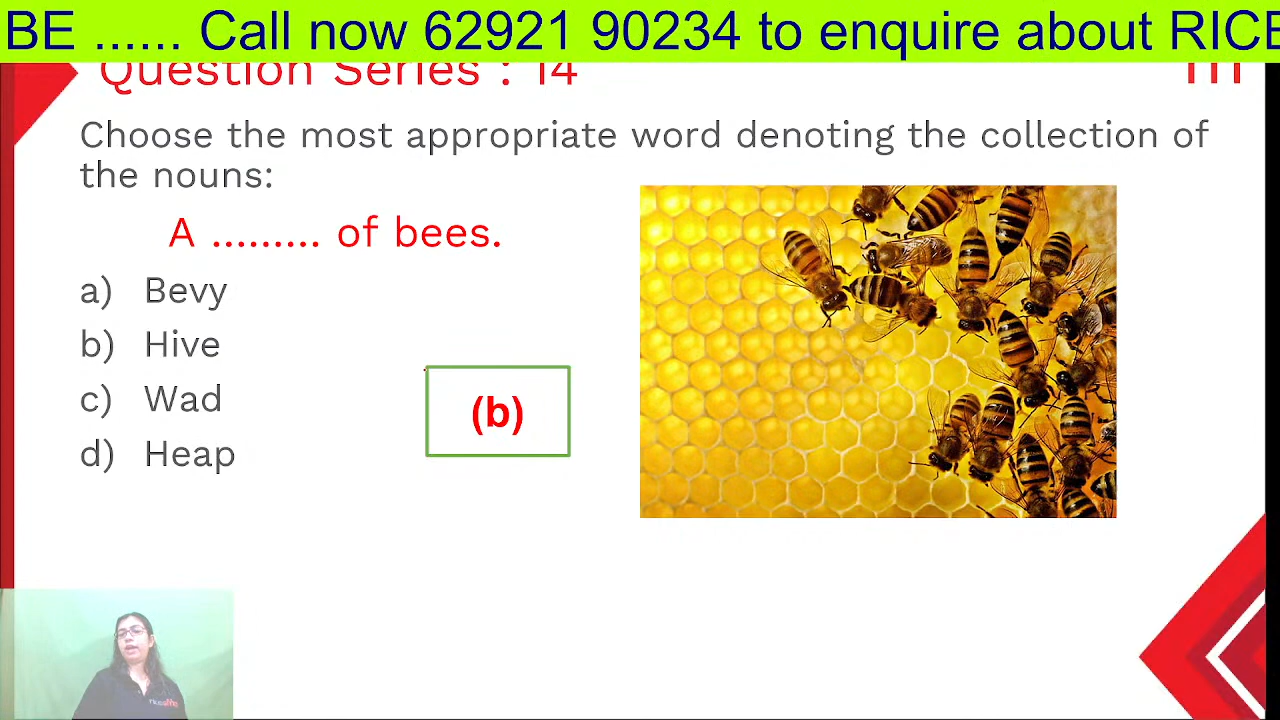 BE ...... Call now 62921 90234 to enquire about RICE
Question Series : 14
Choose the most appropriate word denoting the collection of
the nouns:
A ......... of bees.
a) Bevy
b) Hive
c) Wad
d) Heap
(b)